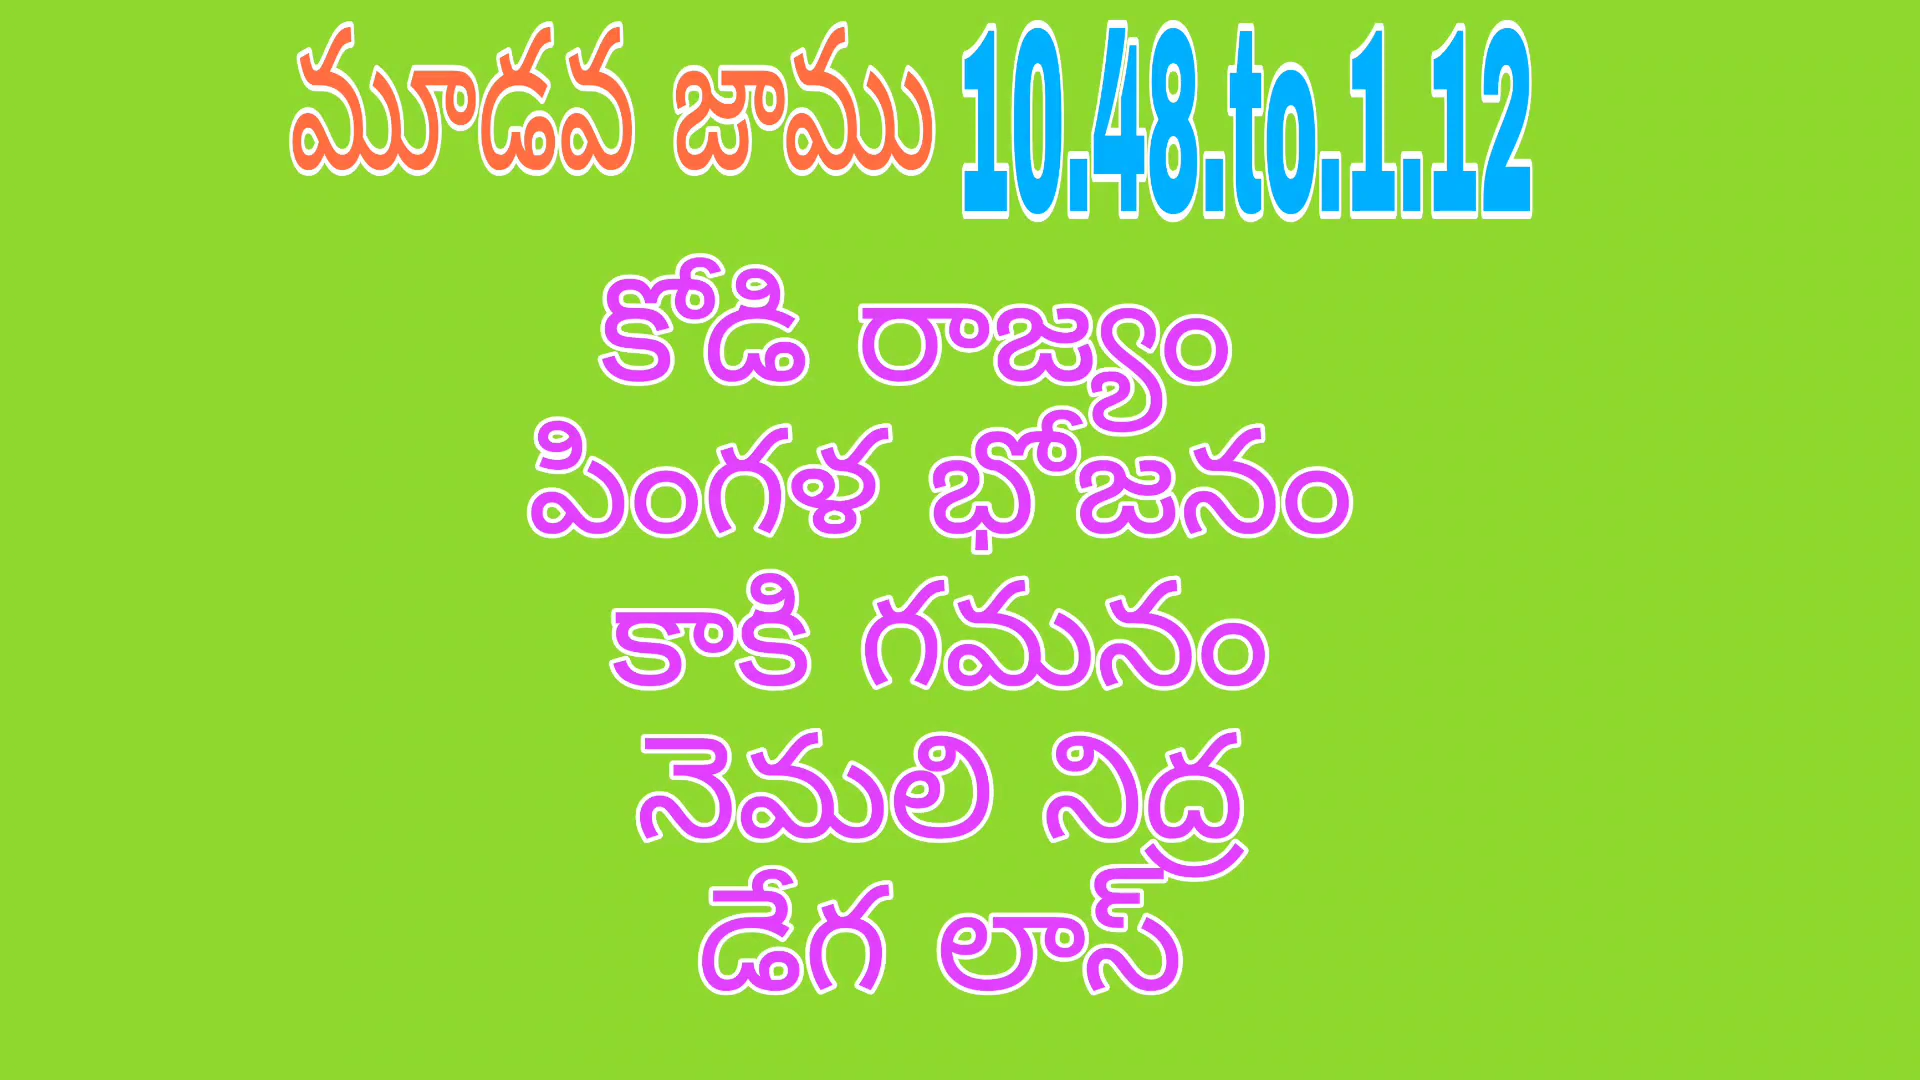 మూడవ జాము 10.48.to.1.12
కోడి రాజ్యం
పింగళ భోజనం
కాకి గమనం
నెమలి నిద్ర
డేగ లాస్